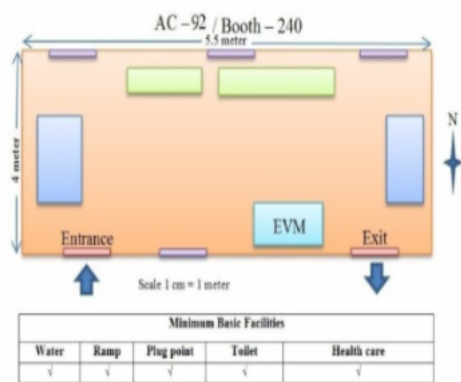 AC-92 / Booth-240
5.5 meter
4 meter
N
EVM
Entrance
Exit
Scale 1 cm = 1 meter
Minimum Basic Facilities
Water Ramp Plug point Toilet Health care
√ √ √ √ √